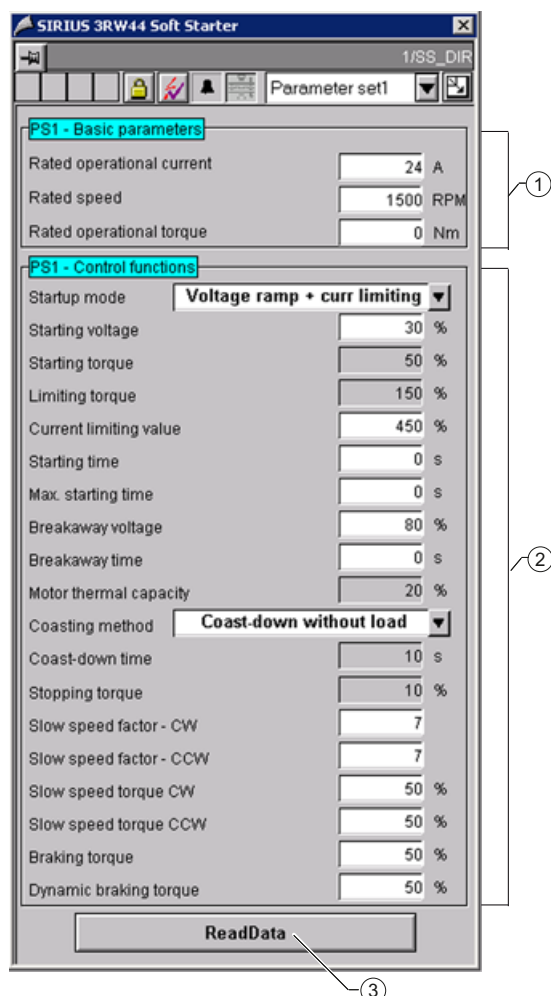 SIRIUS 3RW44 Soft Starter
1/SS_DIR
Parameter set1
PS1 - Basic parameters
Rated operational current 24 A
Rated speed 1500 RPM
Rated operational torque 0 Nm
①
PS1 - Control functions
Startup mode Voltage ramp + curr limiting
Starting voltage 30 %
Starting torque 50 %
Limiting torque 150 %
Current limiting value 450 %
Starting time 0 s
Max. starting time 0 s
Breakaway voltage 80 %
Breakaway time 0 s
②
Motor thermal capacity 20 %
Coasting method Coast-down without load
Coast-down time 10 s
Stopping torque 10 %
Slow speed factor - CW 7
Slow speed factor - CCW 7
Slow speed torque CW 50 %
Slow speed torque CCW 50 %
Braking torque 50 %
Dynamic braking torque 50 %
ReadData
③